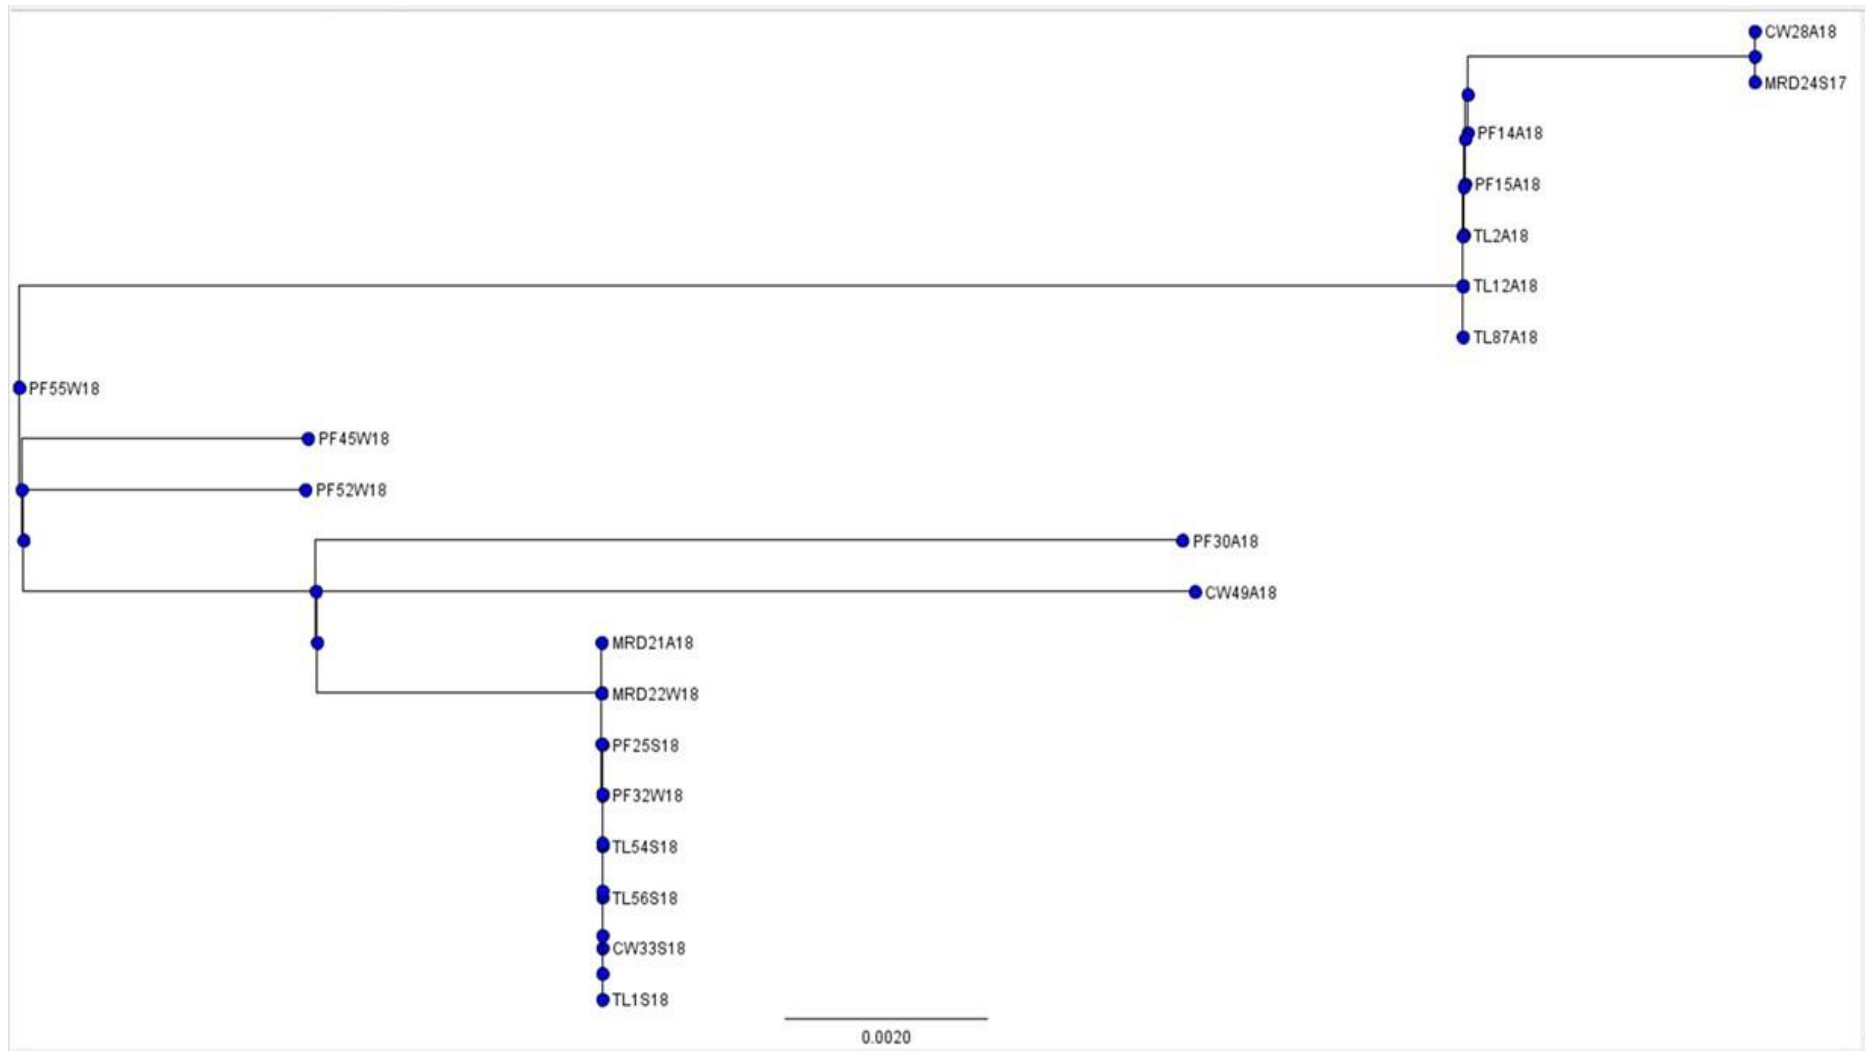 CW28A18
MRD24S17
PF14A18
PF15A18
TL2A18
TL12A18
TL87A18
PF55W18
PF45W18
PF52W18
PF30A18
CW49A18
MRD21A18
MRD22W18
PF25S18
PF32W18
TL54S18
TL56S18
CW33S18
TL1S18
0.0020